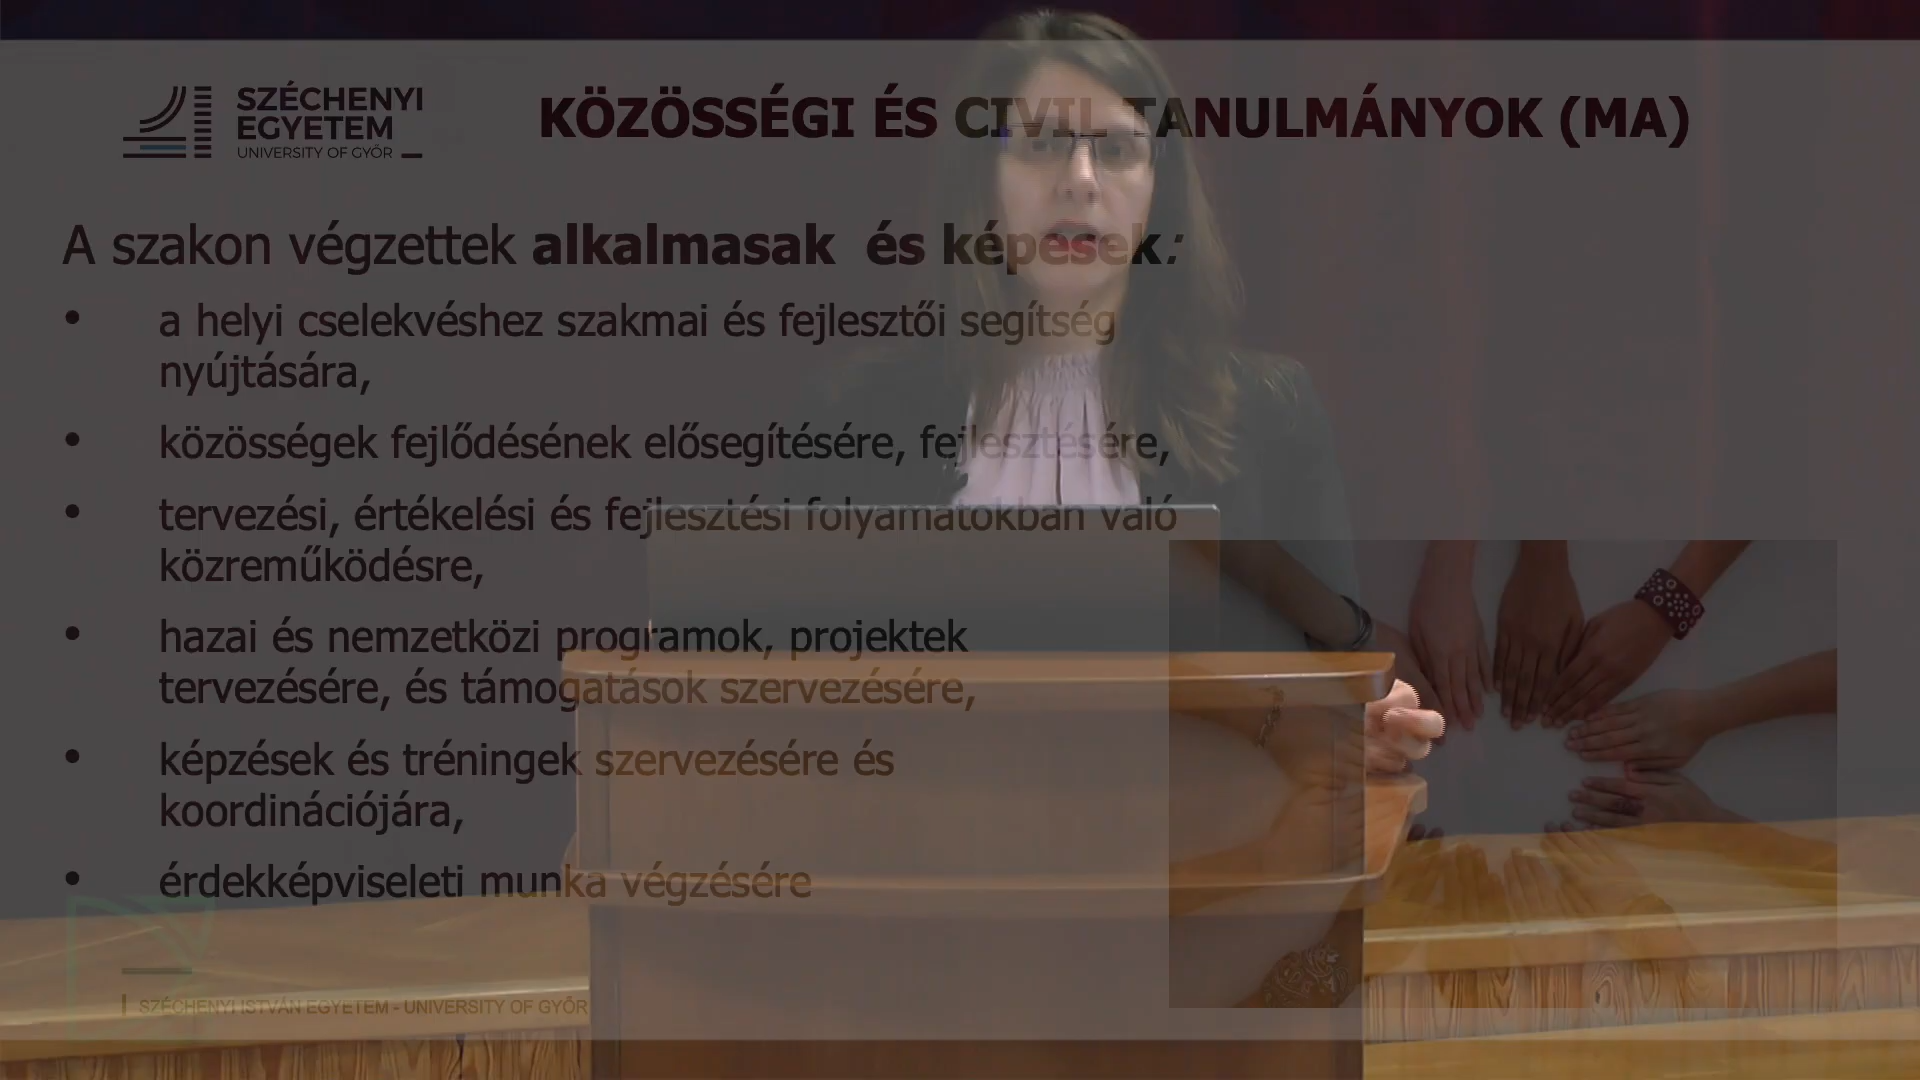 SZÉCHENYI
EGYETEM
UNIVERSITY OF GYŐR
KÖZÖSSÉGI ÉS CIVIL TANULMÁNYOK (MA)
A szakon végzettek alkalmasak és képesek:
• a helyi cselekvéshez szakmai és fejlesztői segítség
nyújtására,
• közösségek fejlődésének elősegítésére, fejlesztésére,
• tervezési, értékelési és fejlesztési folyamatokban való
közreműködésre,
• hazai és nemzetközi programok, projektek
tervezésére, és támogatások szervezésére,
• képzések és tréningek szervezésére és
koordinációjára,
• érdekképviseleti munka végzésére
SZÉCHENYI ISTVÁN EGYETEM - UNIVERSITY OF GYŐR